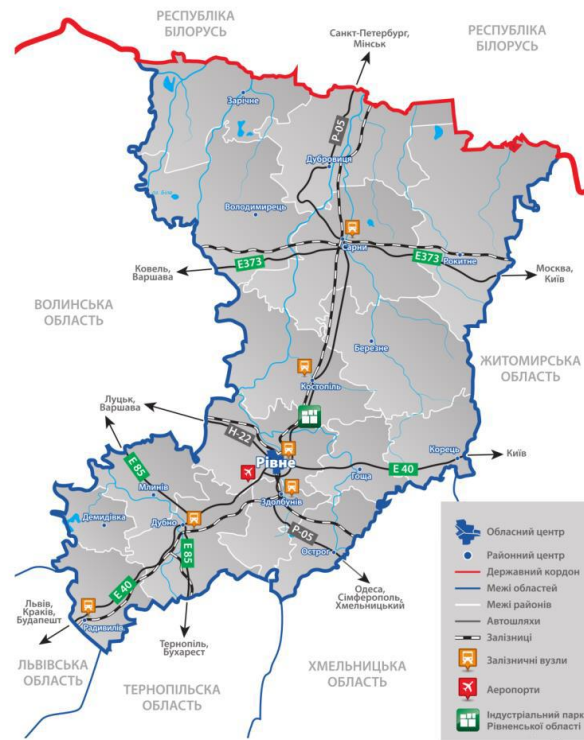 РЕСПУБЛІКА
БІЛОРУСЬ
Санкт-Петербург,
Мінськ
РЕСПУБЛІКА
БІЛОРУСЬ
Зарічне
Р-05
Дубровиця
Володимирець
Сарни
Рокитне
E373
E373
Ковель,
Варшава
Москва,
Київ
ВОЛИНСЬКА
ОБЛАСТЬ
Березне
ЖИТОМИРСЬКА
ОБЛАСТЬ
Костопіль
Луцьк,
Варшава
Н-22
Рівне
Корець
Київ
E 85
E 40
Гоща
Млинів
Здолбунів
Демидівка
Дубно
Р-05
Острог
E 85
E 40
Львів,
Краків,
Будапешт
Радивилів
Одеса,
Сімферополь,
Хмельницький
Тернопіль,
Бухарест
ЛЬВІВСЬКА
ОБЛАСТЬ
ТЕРНОПІЛЬСКА
ОБЛАСТЬ
ХМЕЛЬНИЦЬКА
ОБЛАСТЬ
Обласний центр
Районний центр
Державний кордон
Межі областей
Межі районів
Автошляхи
Залізниці
Залізничні вузли
Аеропорти
Індустріальний парк
Рівненської області